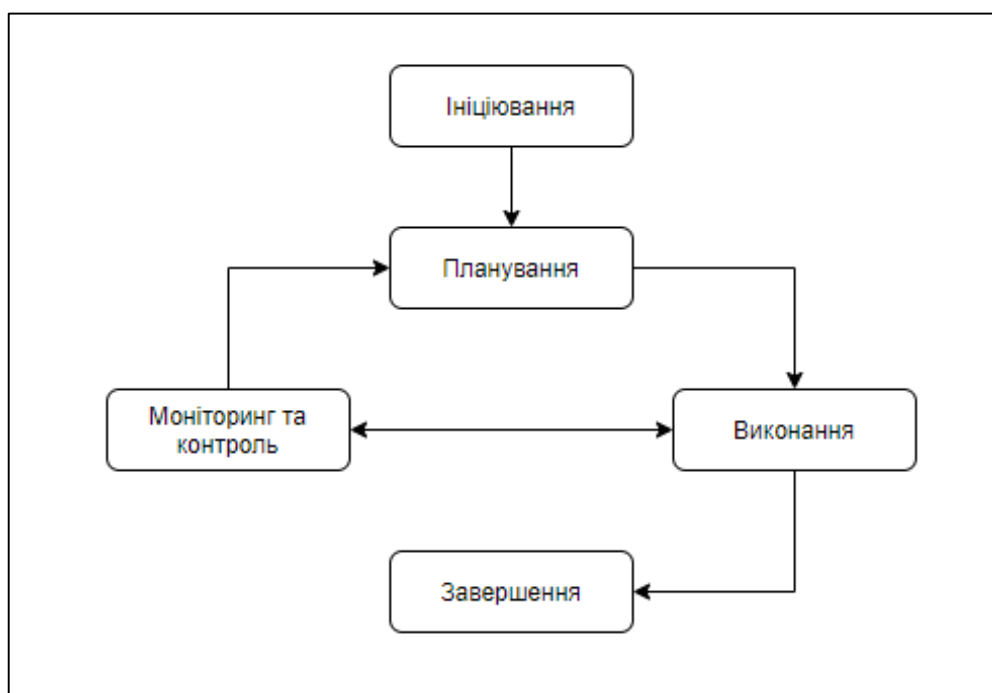 Ініціювання
Планування
Моніторинг та
контроль
Виконання
Завершення